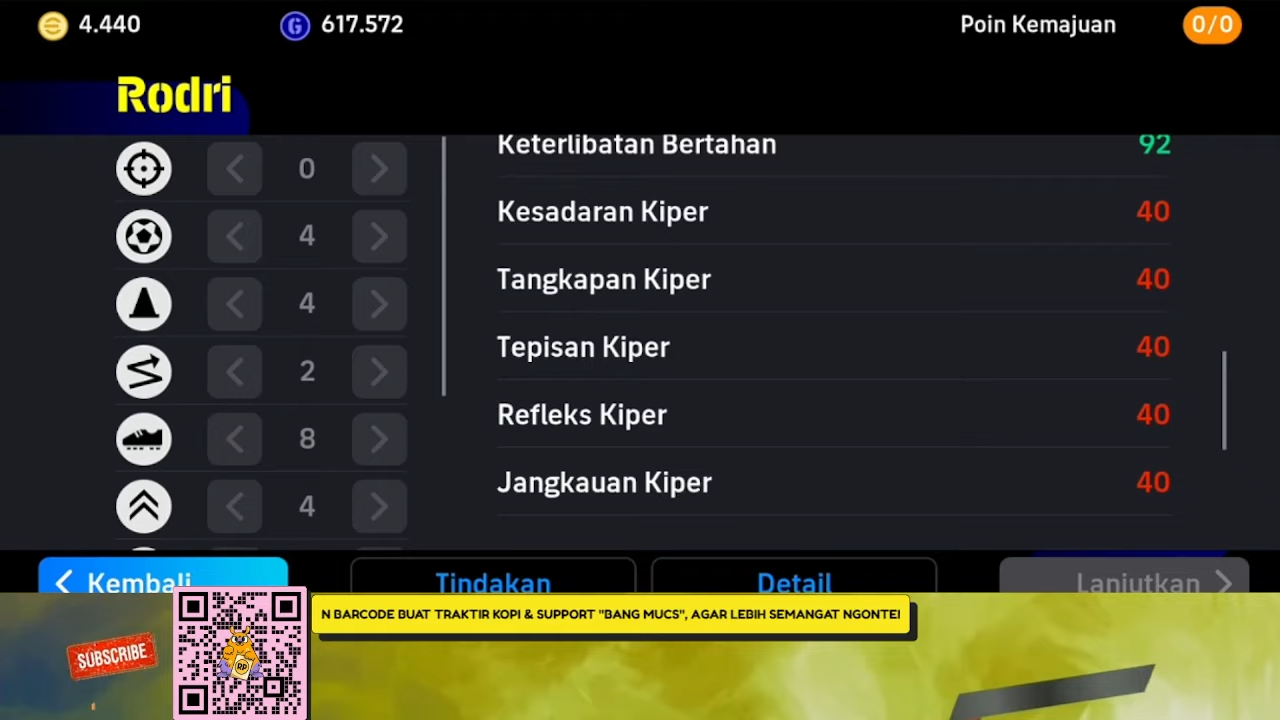 4.440
617.572
Poin Kemajuan
0/0
Rodri
0
4
4
2
8
4
Keterlibatan Bertahan 92
Kesadaran Kiper 40
Tangkapan Kiper 40
Tepisan Kiper 40
Refleks Kiper 40
Jangkauan Kiper 40
Kembali
Tindakan
Detail
Lanjutkan
SUBSCRIBE
RP
N BARCODE BUAT TRAKTIR KOPI & SUPPORT "BANG MUCS", AGAR LEBIH SEMANGAT NGONTE